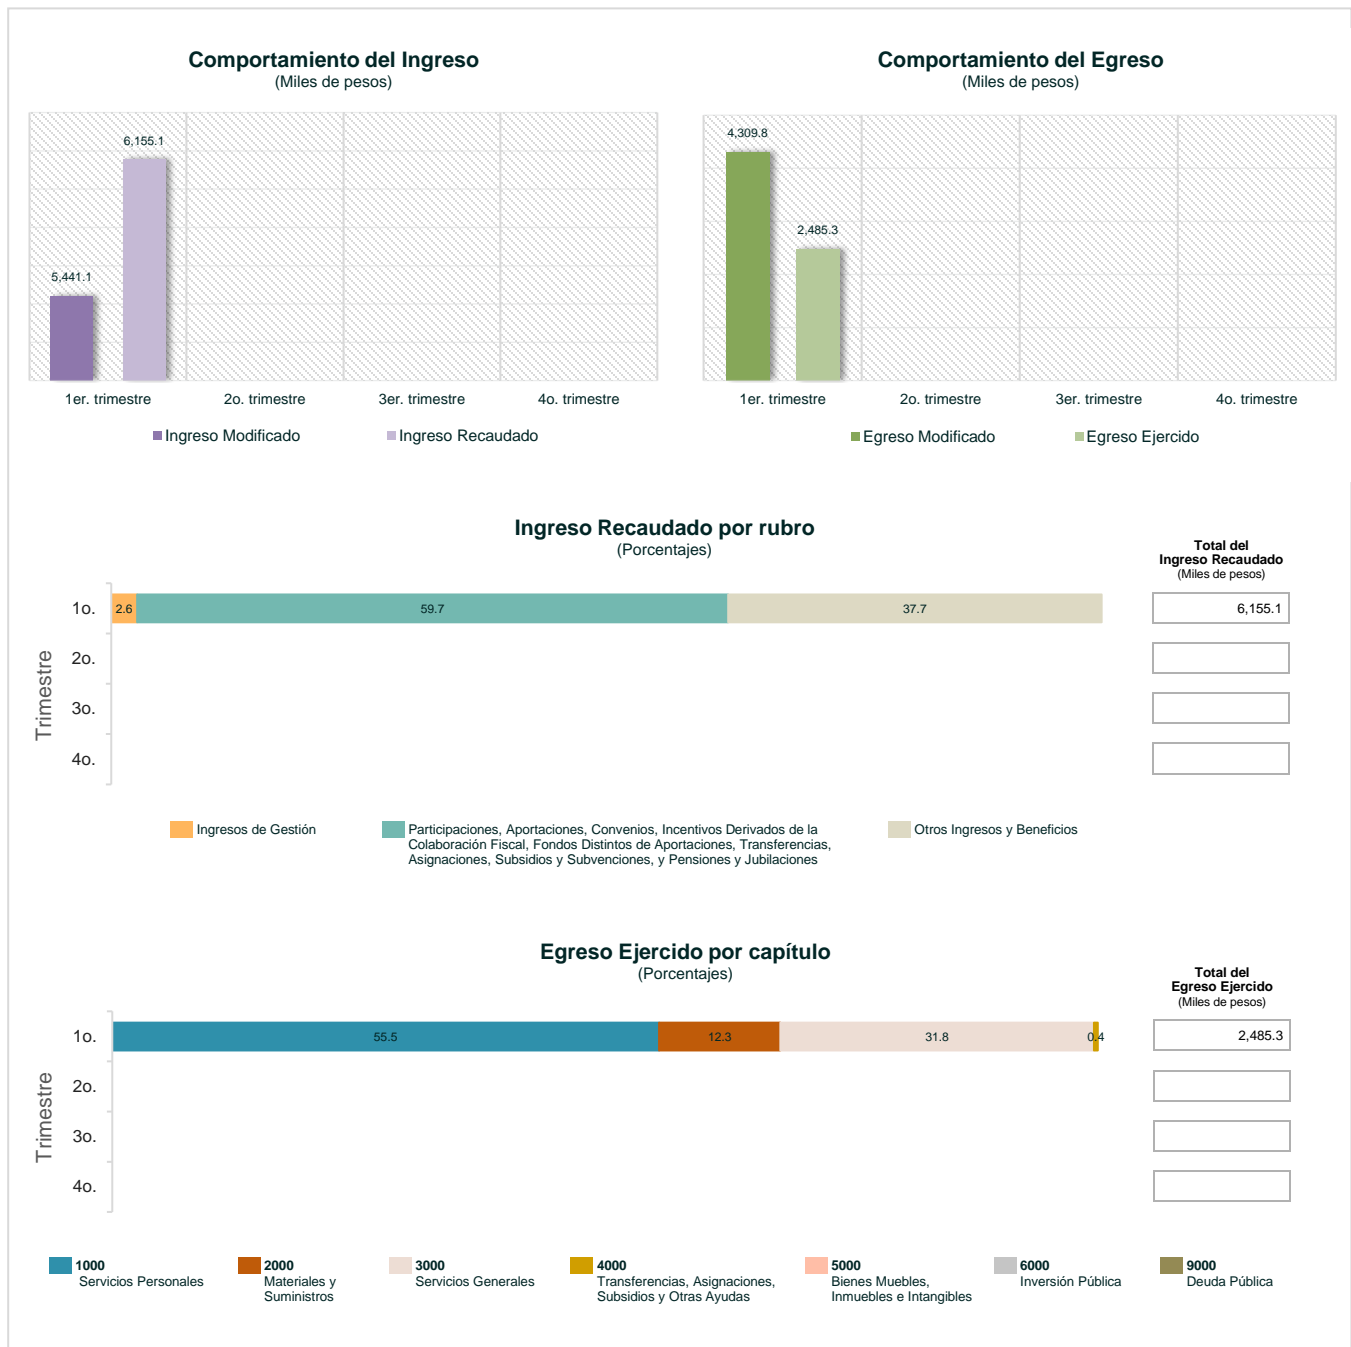 Comportamiento del Ingreso
(Miles de pesos)
6,155.1
5,441.1
1er. trimestre
2o. trimestre
3er. trimestre
4o. trimestre
Ingreso Modificado
Ingreso Recaudado
Comportamiento del Egreso
(Miles de pesos)
4,309.8
2,485.3
1er. trimestre
2o. trimestre
3er. trimestre
4o. trimestre
Egreso Modificado
Egreso Ejercido
Ingreso Recaudado por rubro
(Porcentajes)
Total del
Ingreso Recaudado
(Miles de pesos)
Trimestre
1o.
2.6
59.7
37.7
6,155.1
2o.
3o.
4o.
Ingresos de Gestión
Participaciones, Aportaciones, Convenios, Incentivos Derivados de la
Colaboración Fiscal, Fondos Distintos de Aportaciones, Transferencias,
Asignaciones, Subsidios y Subvenciones, y Pensiones y Jubilaciones
Otros Ingresos y Beneficios
Egreso Ejercido por capítulo
(Porcentajes)
Total del
Egreso Ejercido
(Miles de pesos)
Trimestre
1o.
55.5
12.3
31.8
0.4
2,485.3
2o.
3o.
4o.
1000
Servicios Personales
2000
Materiales y
Suministros
3000
Servicios Generales
4000
Transferencias, Asignaciones,
Subsidios y Otras Ayudas
5000
Bienes Muebles,
Inmuebles e Intangibles
6000
Inversión Pública
9000
Deuda Pública